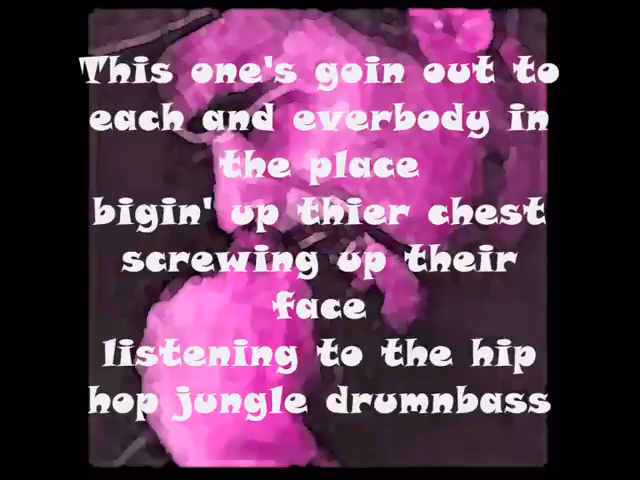 This one's goin out to
each and everbody in
the place
bigin' up thier chest
screwing up their
face
listening to the hip
hop jungle drumnbass